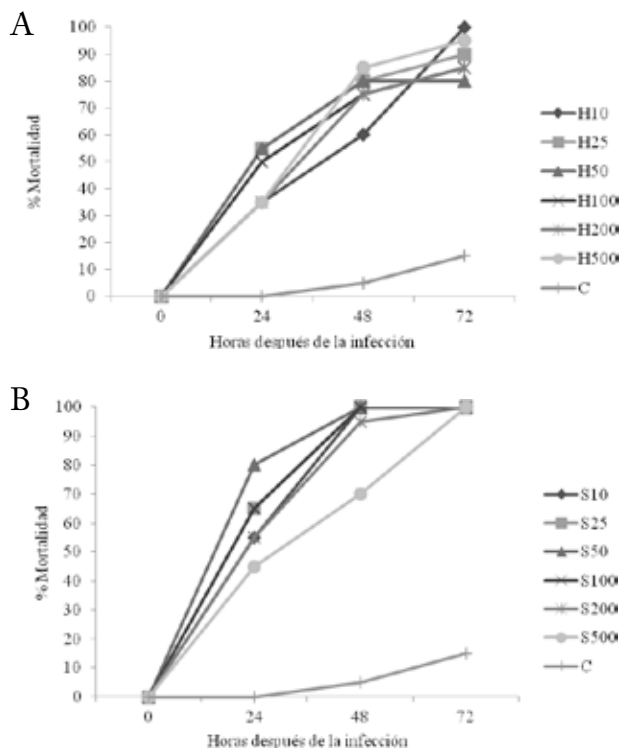 A
100
90
80
70
60
50
40
30
20
10
0
% Mortalidad
0 24 48 72
Horas después de la infección
H10
H25
H50
H100
H200
H500
C
B
100
90
80
70
60
50
40
30
20
10
0
% Mortalidad
0 24 48 72
Horas después de la infección
S10
S25
S50
S100
S200
S500
C